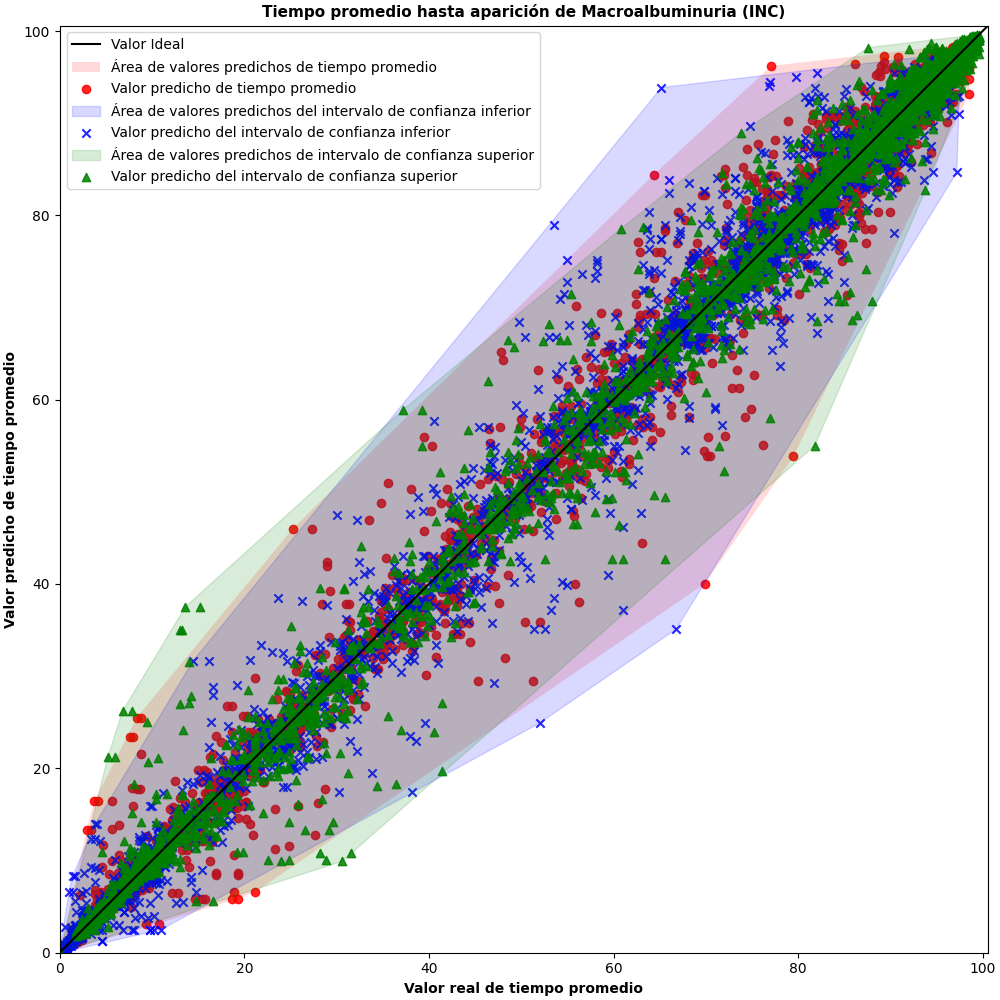 Tiempo promedio hasta aparición de Macroalbuminuria (INC)
Valor Ideal
Área de valores predichos de tiempo promedio
Valor predicho de tiempo promedio
Área de valores predichos del intervalo de confianza inferior
Valor predicho del intervalo de confianza inferior
Área de valores predichos de intervalo de confianza superior
Valor predicho del intervalo de confianza superior
Valor predicho de tiempo promedio
100
80
60
40
20
0
0 20 40 60 80 100
Valor real de tiempo promedio